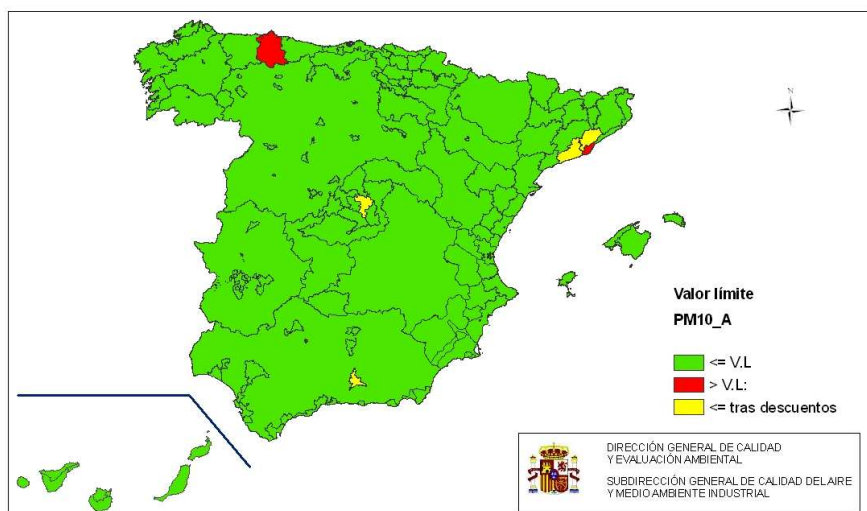 N
Valor límite
PM10_A
<= V.L
> V.L:
<= tras descuentos
DIRECCIÓN GENERAL DE CALIDAD
Y EVALUACIÓN AMBIENTAL
SUBDIRECCIÓN GENERAL DE CALIDAD DEL AIRE
Y MEDIO AMBIENTE INDUSTRIAL